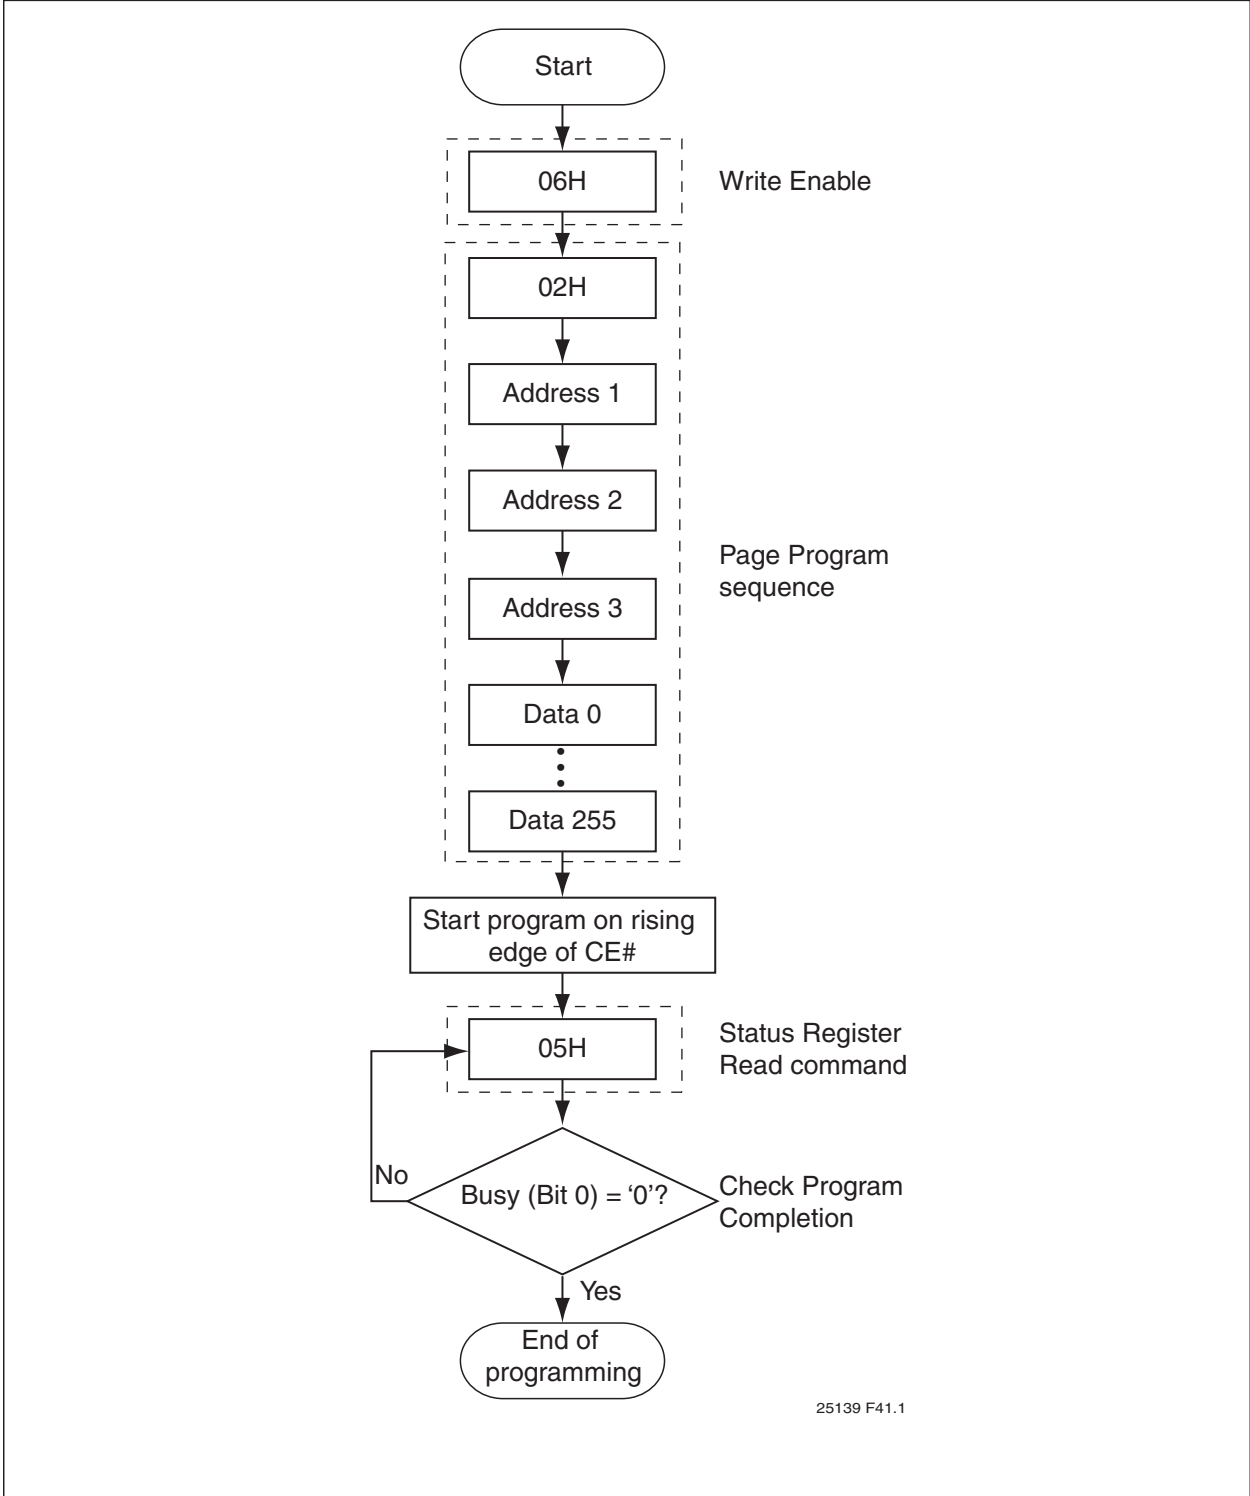 Start
06H
Write Enable
02H
Address 1
Address 2
Page Program
sequence
Address 3
Data 0
Data 255
Start program on rising
edge of CE#
05H
Status Register
Read command
No
Busy (Bit 0) = ‘0’?
Check Program
Completion
Yes
End of
programming
25139 F41.1